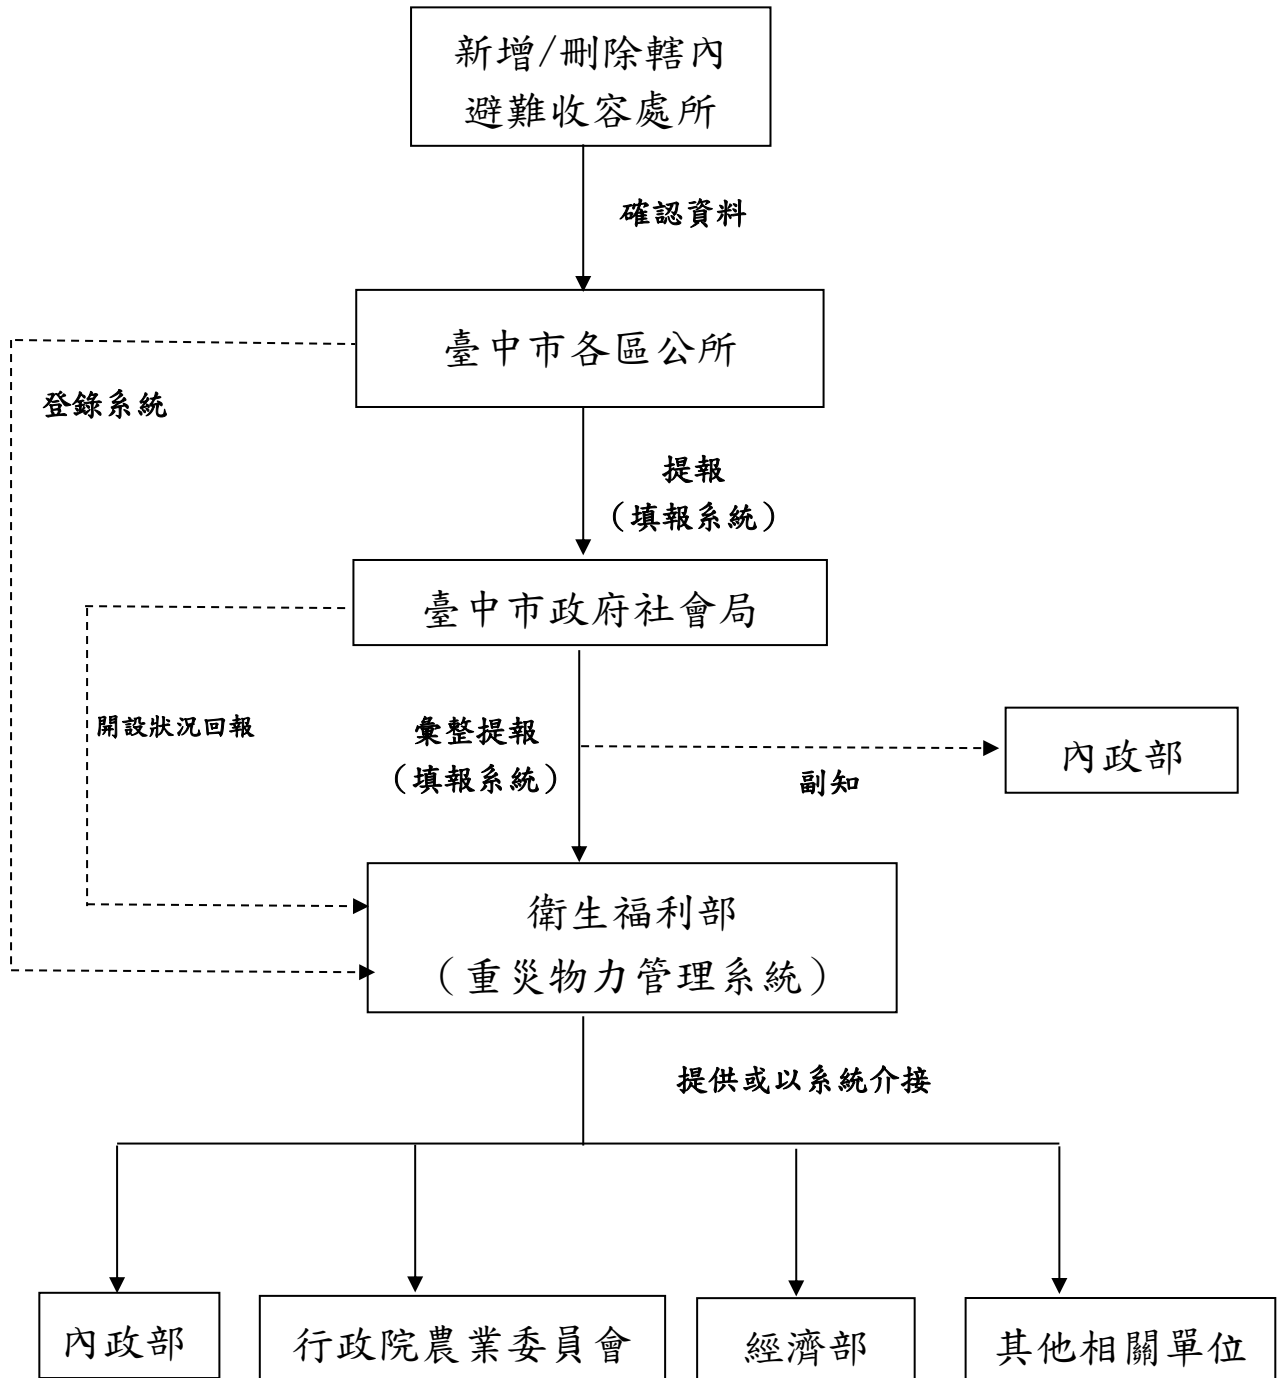 新增/刪除轄內
避難收容處所
確認資料
臺中市各區公所
登錄系統
提報
（填報系統）
臺中市政府社會局
開設狀況回報
彙整提報
（填報系統）
內政部
副知
衛生福利部
（重災物力管理系統）
提供或以系統介接
內政部
行政院農業委員會
經濟部
其他相關單位